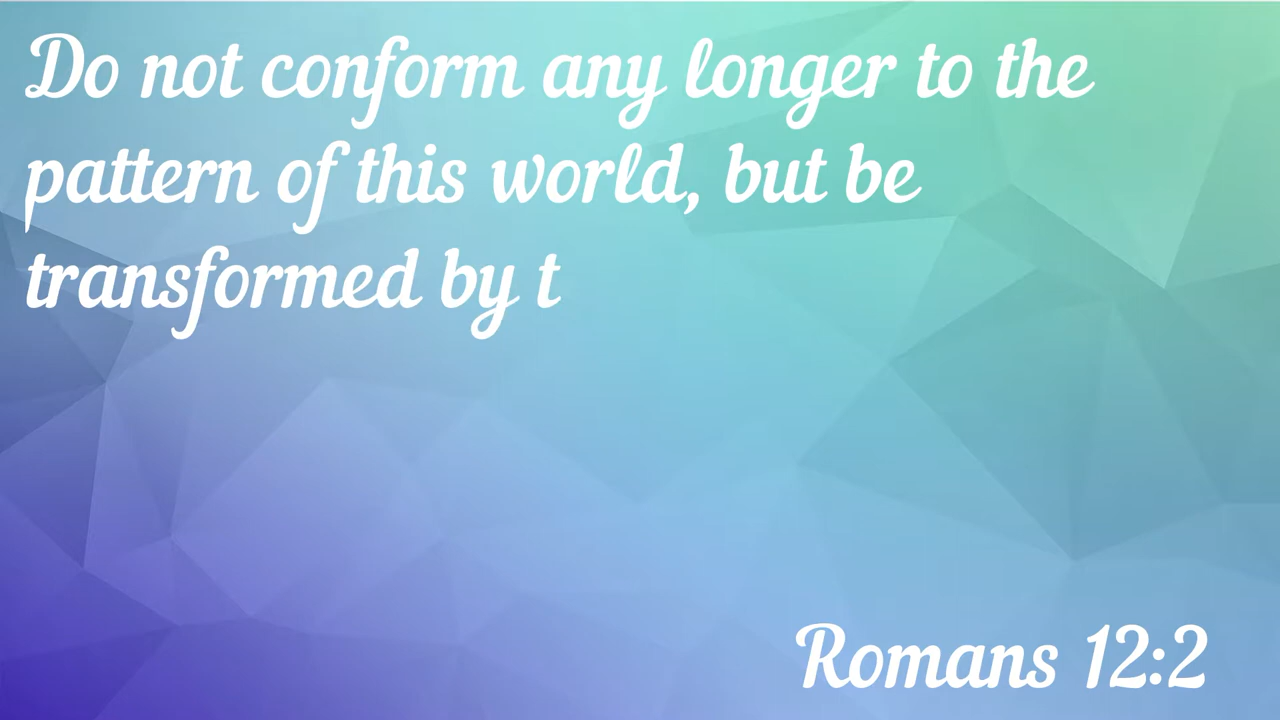 Do not conform any longer to the
pattern of this world, but be
transformed by t
Romans 12:2